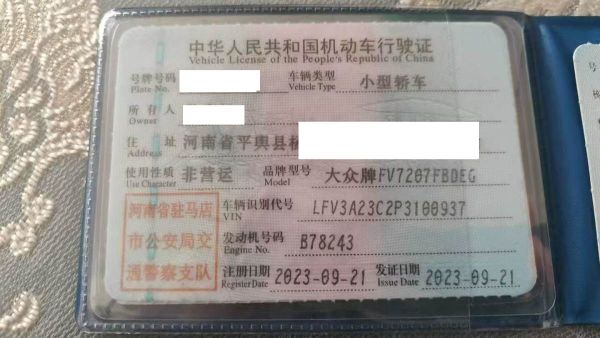 中华人民共和国机动车行驶证
Vehicle License of the People's Republic of China
号牌号码 车辆类型 小型轿车
Plate No. Vehicle Type
所有人
Owner
住址 河南省平舆县
Address
使用性质 非营运 品牌型号 大众牌FV7207FBDEG
Use Character Model
河南省驻马店 车辆识别代号 LFV3A23C2P3100937
VIN
市公安局交 发动机号码 B78243
Engine No.
通警察支队 注册日期 2023-09-21 发证日期 2023-09-21
Register Date Issue Date
号